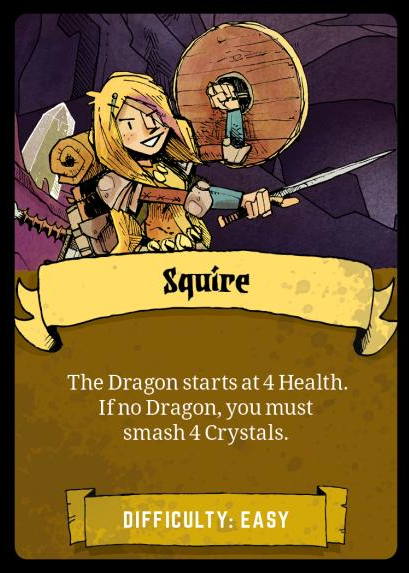 Squire
The Dragon starts at 4 Health.
If no Dragon, you must
smash 4 Crystals.
DIFFICULTY: EASY